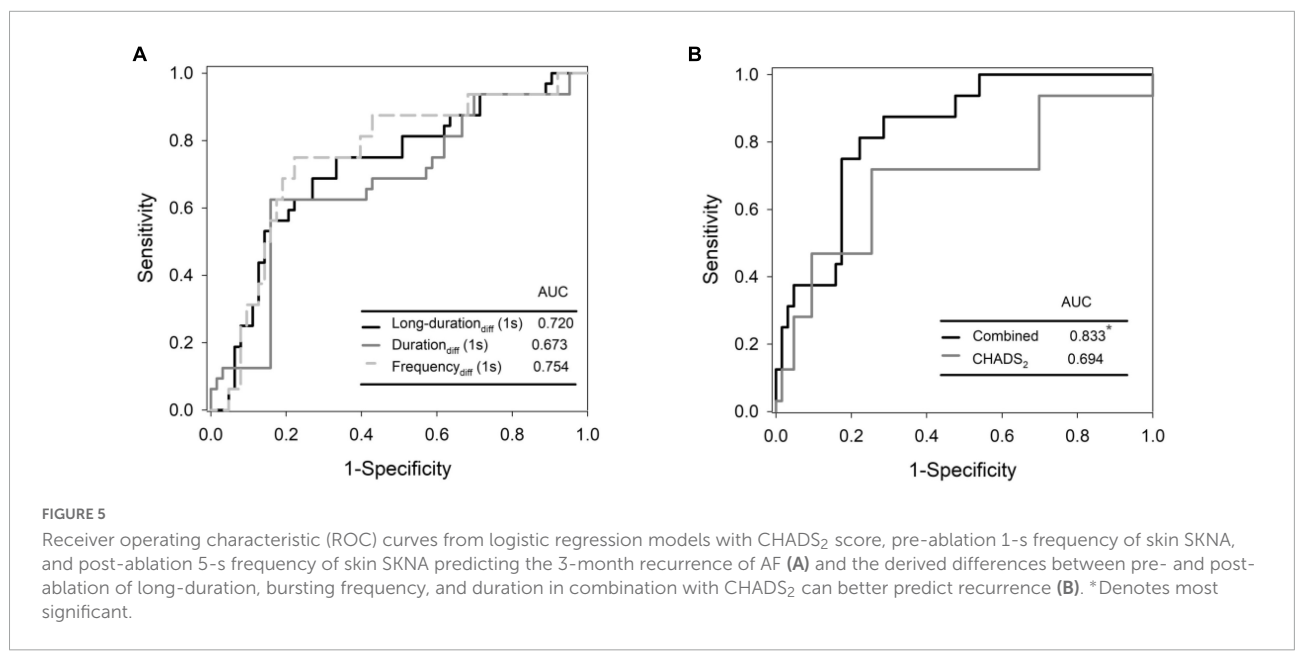 A
1.0
0.8
0.6
0.4
0.2
0.0
Sensitivity
AUC
Long-duration_diff (1s) 0.720
Duration_diff (1s) 0.673
Frequency_diff (1s) 0.754
0.0 0.2 0.4 0.6 0.8 1.0
1-Specificity
B
1.0
0.8
0.6
0.4
0.2
0.0
Sensitivity
AUC
Combined 0.833*
CHADS₂ 0.694
0.0 0.2 0.4 0.6 0.8 1.0
1-Specificity
FIGURE 5
Receiver operating characteristic (ROC) curves from logistic regression models with CHADS₂ score, pre-ablation 1-s frequency of skin SKNA,
and post-ablation 5-s frequency of skin SKNA predicting the 3-month recurrence of AF (A) and the derived differences between pre- and post-
ablation of long-duration, bursting frequency, and duration in combination with CHADS₂ can better predict recurrence (B). *Denotes most
significant.